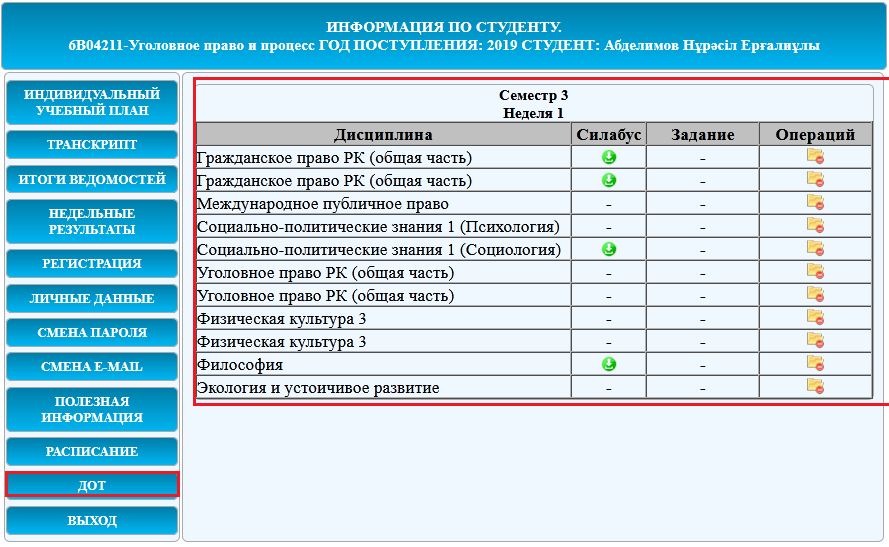 ИНФОРМАЦИЯ ПО СТУДЕНТУ.
6В04211-Уголовное право и процесс ГОД ПОСТУПЛЕНИЯ: 2019 СТУДЕНТ: Абделимов Нұрәсіл Ерғалиұлы
ИНДИВИДУАЛЬНЫЙ
УЧЕБНЫЙ ПЛАН
ТРАНСКРИПТ
ИТОГИ ВЕДОМОСТЕЙ
НЕДЕЛЬНЫЕ
РЕЗУЛЬТАТЫ
РЕГИСТРАЦИЯ
ЛИЧНЫЕ ДАННЫЕ
СМЕНА ПАРОЛЯ
СМЕНА E-MAIL
ПОЛЕЗНАЯ
ИНФОРМАЦИЯ
РАСПИСАНИЕ
ДОТ
ВЫХОД
Семестр 3
Неделя 1
Дисциплина Силабус Задание Операций
Гражданское право РК (общая часть) -
Гражданское право РК (общая часть) -
Международное публичное право - -
Социально-политические знания 1 (Психология) - -
Социально-политические знания 1 (Социология) -
Уголовное право РК (общая часть) - -
Уголовное право РК (общая часть) - -
Физическая культура 3 - -
Физическая культура 3 - -
Философия -
Экология и устоичивое развитие - -